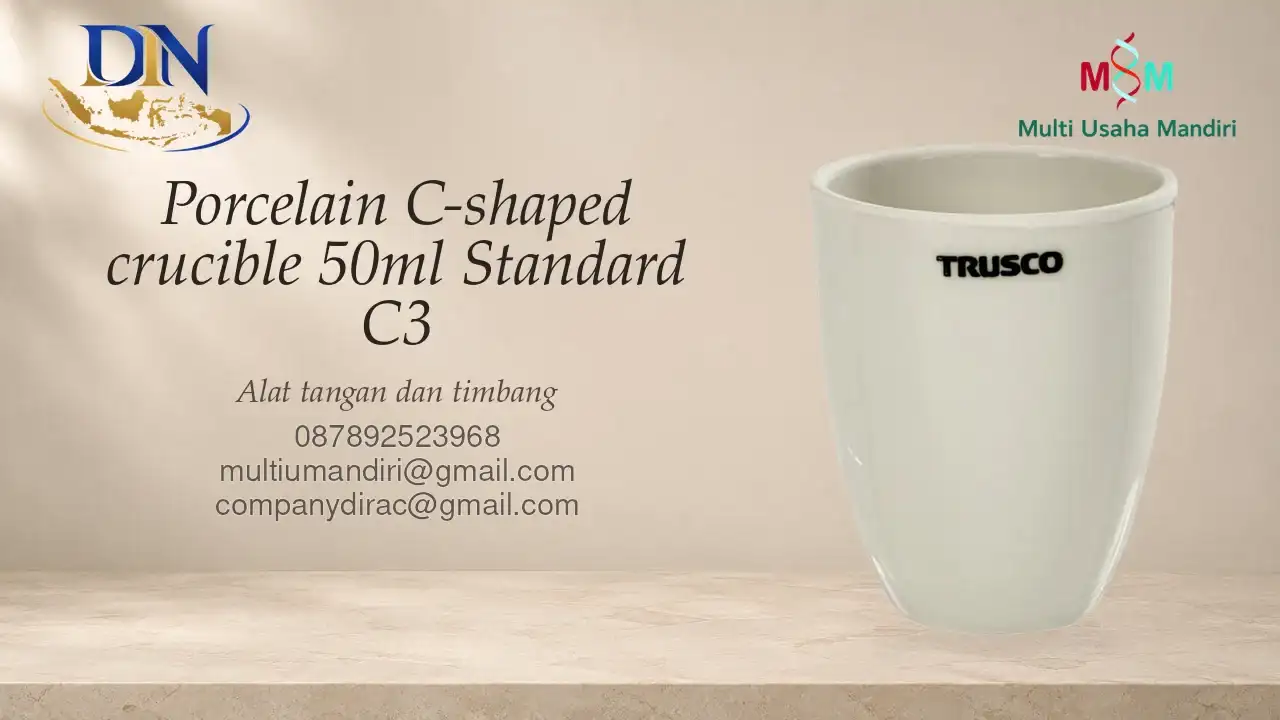 DIN
M M
Multi Usaha Mandiri
Porcelain C-shaped
crucible 50ml Standard
C3
Alat tangan dan timbang
087892523968
multiumandiri@gmail.com
companydirac@gmail.com
TRUSCO